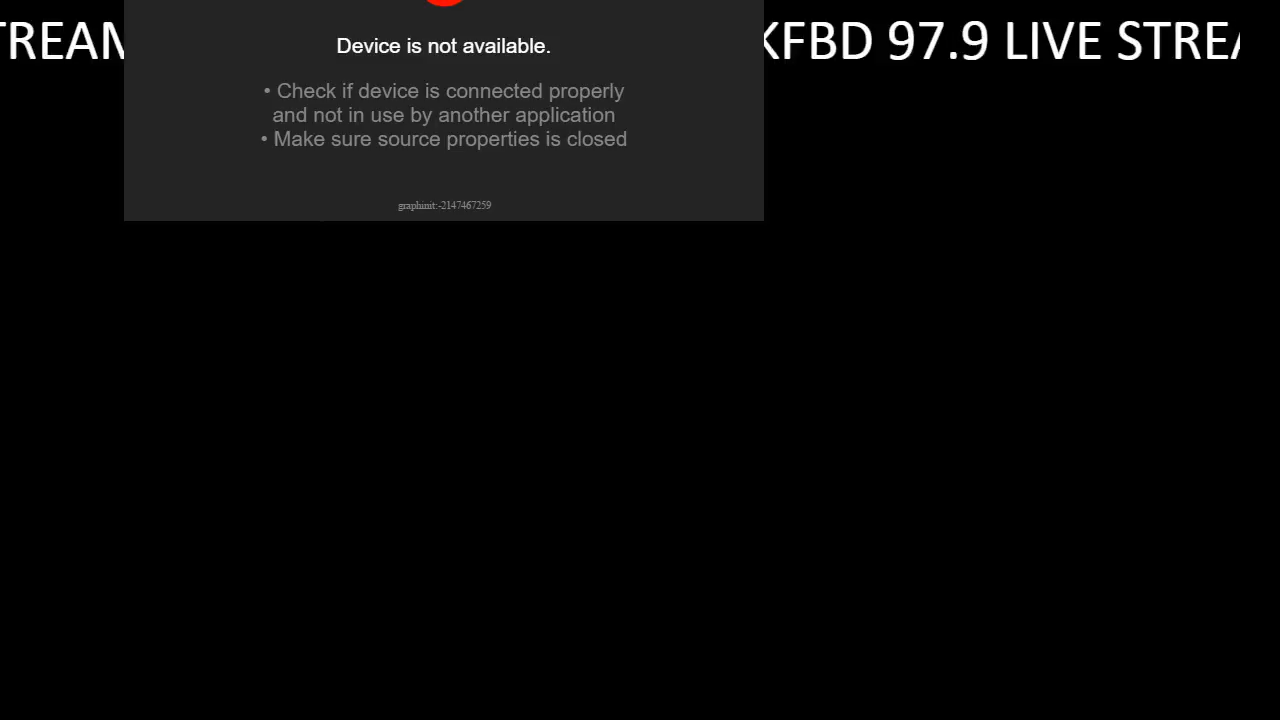 TREAM KFBD 97.9 LIVE STREA
Device is not available.
• Check if device is connected properly
and not in use by another application
• Make sure source properties is closed
graphinit:-2147467259